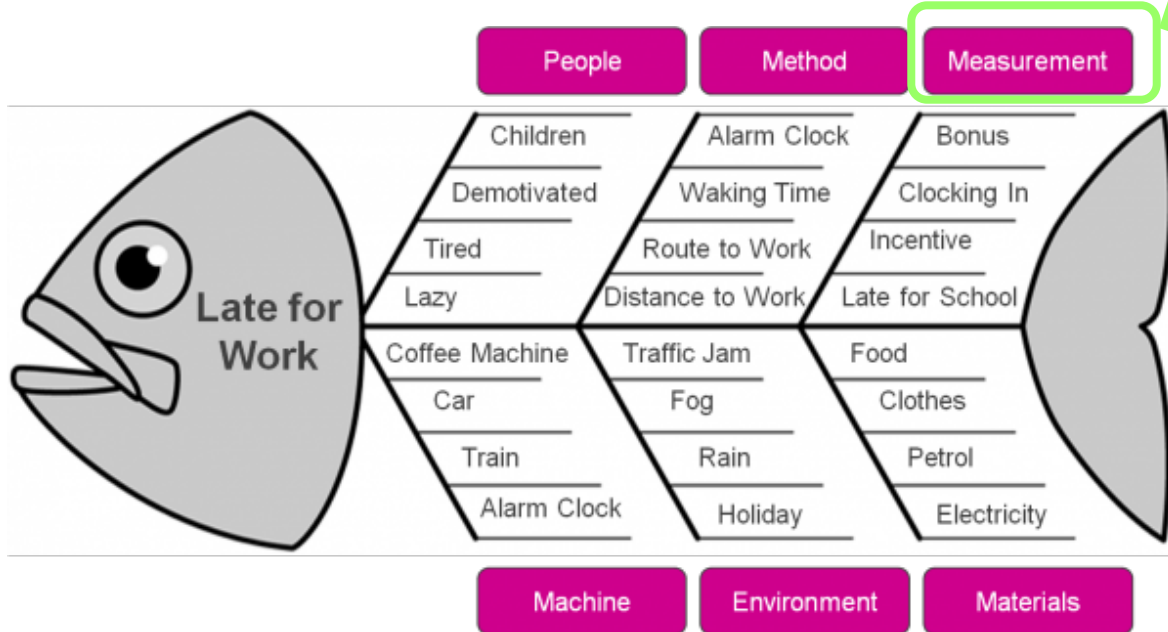 People Method Measurement
Children Alarm Clock Bonus
Demotivated Waking Time Clocking In
Tired Route to Work Incentive
Lazy Distance to Work Late for School
Late for
Work
Coffee Machine Traffic Jam Food
Car Fog Clothes
Train Rain Petrol
Alarm Clock Holiday Electricity
Machine Environment Materials